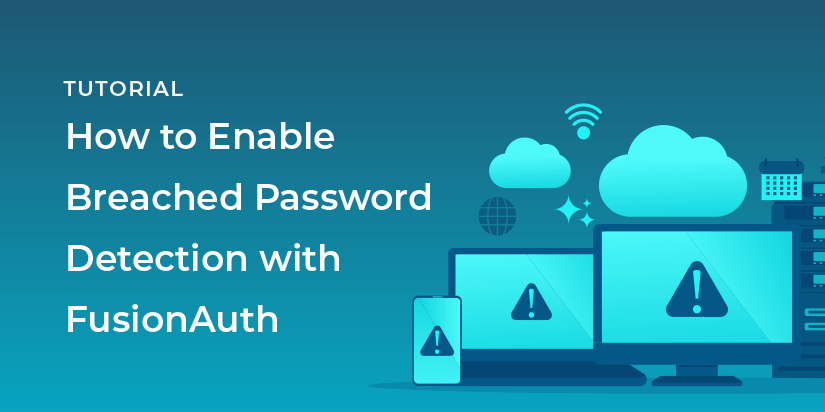 TUTORIAL
How to Enable
Breached Password
Detection with
FusionAuth